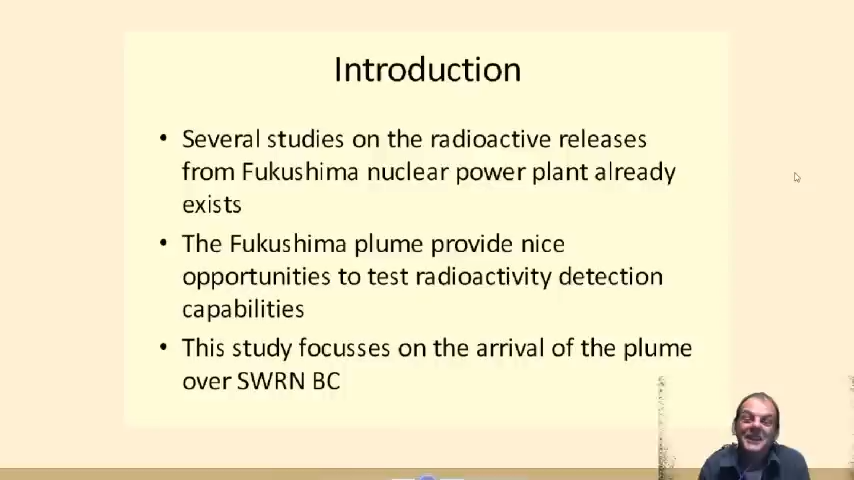 Introduction
• Several studies on the radioactive releases
from Fukushima nuclear power plant already
exists
• The Fukushima plume provide nice
opportunities to test radioactivity detection
capabilities
• This study focusses on the arrival of the plume
over SWRN BC